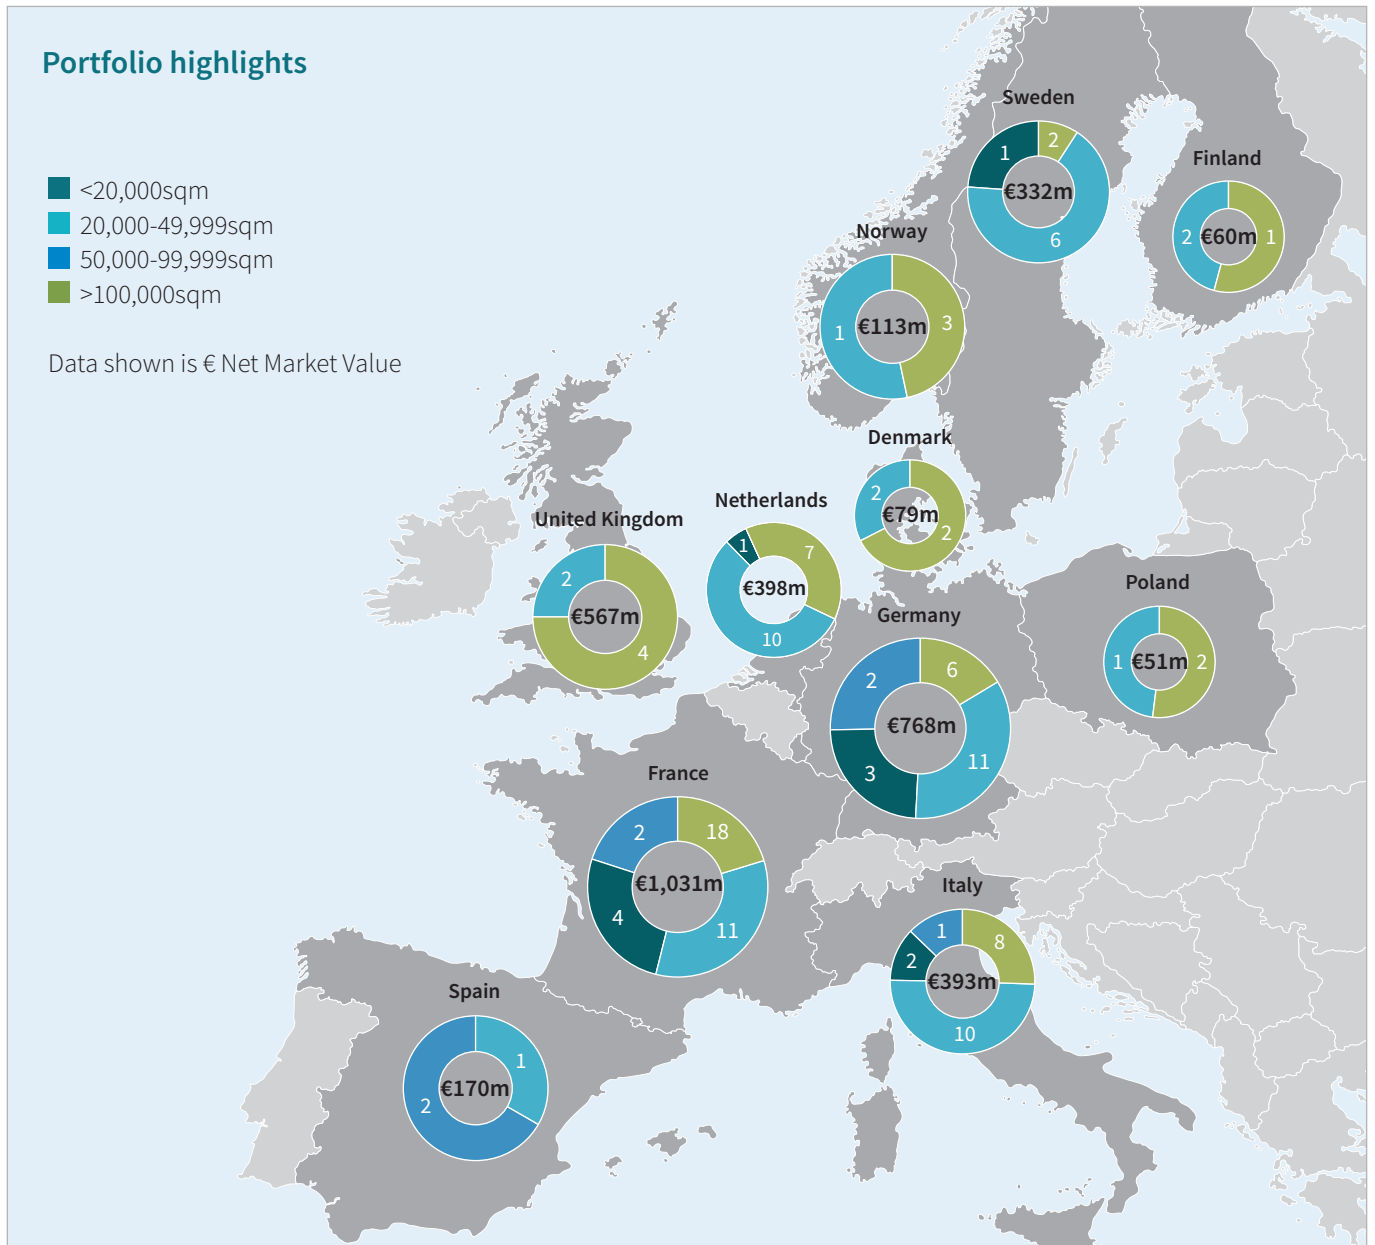 Portfolio highlights
<20,000sqm
20,000-49,999sqm
50,000-99,999sqm
>100,000sqm
Data shown is € Net Market Value
Sweden
1
2
€332m
6
Finland
2 €60m 1
Norway
1 €113m 3
Denmark
2
€79m
2
Netherlands
1
7
€398m
10
United Kingdom
2
€567m
4
Poland
1 €51m 2
Germany
2
6
€768m
3
11
France
2
18
€1,031m
4
11
Italy
1
8
2
€393m
10
Spain
1
€170m
2